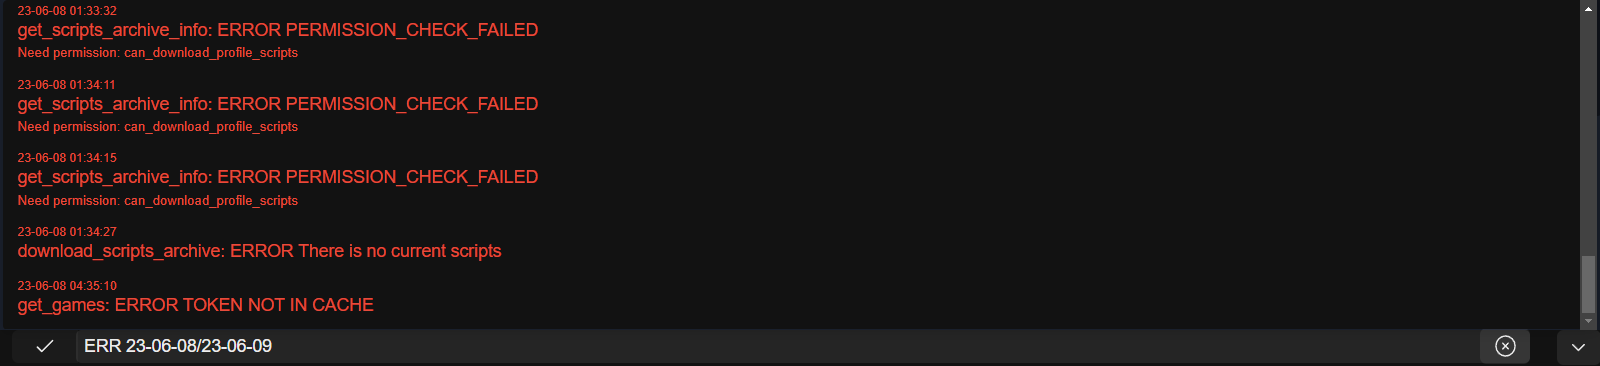 23-06-08 01:33:32
get_scripts_archive_info: ERROR PERMISSION_CHECK_FAILED
Need permission: can_download_profile_scripts
23-06-08 01:34:11
get_scripts_archive_info: ERROR PERMISSION_CHECK_FAILED
Need permission: can_download_profile_scripts
23-06-08 01:34:15
get_scripts_archive_info: ERROR PERMISSION_CHECK_FAILED
Need permission: can_download_profile_scripts
23-06-08 01:34:27
download_scripts_archive: ERROR There is no current scripts
23-06-08 04:35:10
get_games: ERROR TOKEN NOT IN CACHE
ERR 23-06-08/23-06-09